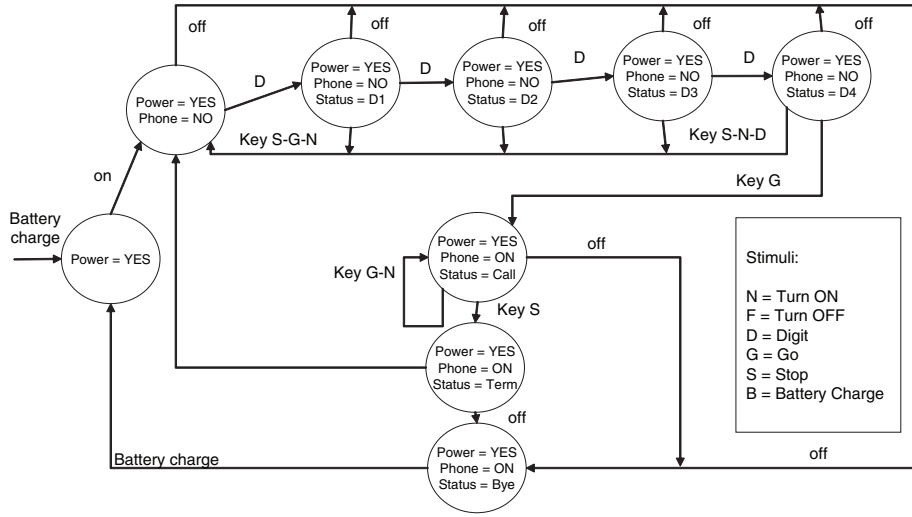 off
off
off
off
off
Power = YES
Phone = NO
D
Power = YES
Phone = NO
Status = D1
D
Power = YES
Phone = NO
Status = D2
D
Power = YES
Phone = NO
Status = D3
D
Power = YES
Phone = NO
Status = D4
Key S-G-N
Key S-N-D
on
Key G
Battery
charge
Power = YES
Key G-N
Power = YES
Phone = ON
Status = Call
off
Key S
Power = YES
Phone = ON
Status = Term
off
Battery charge
Power = YES
Phone = ON
Status = Bye
off
Stimuli:
N = Turn ON
F = Turn OFF
D = Digit
G = Go
S = Stop
B = Battery Charge